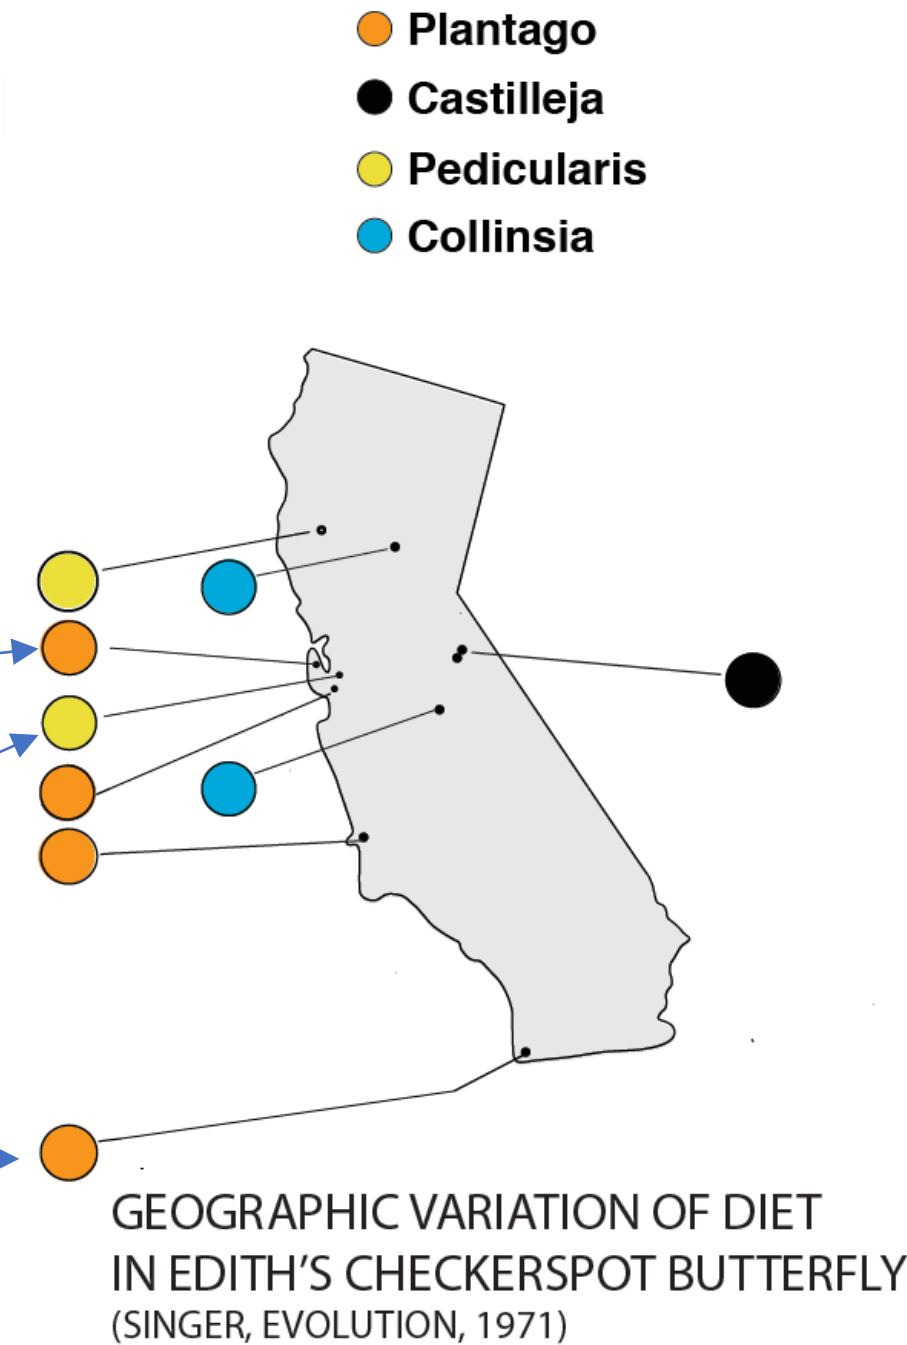 Plantago
Castilleja
Pedicularis
Collinsia
GEOGRAPHIC VARIATION OF DIET
IN EDITH'S CHECKERSPOT BUTTERFLY
(SINGER, EVOLUTION, 1971)